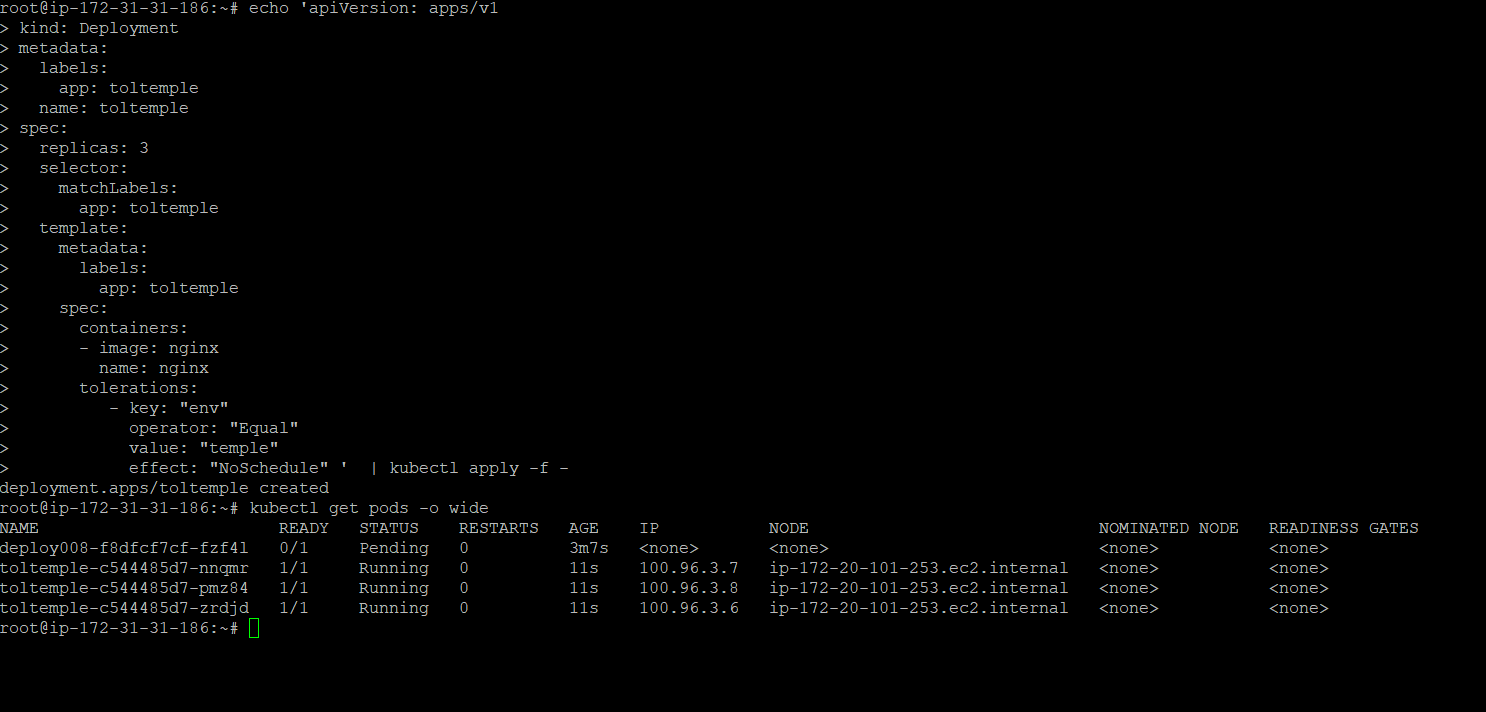 root@ip-172-31-31-186:~# echo 'apiVersion: apps/v1
> kind: Deployment
> metadata:
>   labels:
>     app: toltemple
>   name: toltemple
> spec:
>   replicas: 3
>   selector:
>     matchLabels:
>       app: toltemple
>   template:
>     metadata:
>       labels:
>         app: toltemple
>     spec:
>       containers:
>       - image: nginx
>         name: nginx
>       tolerations:
>          - key: "env"
>            operator: "Equal"
>            value: "temple"
>            effect: "NoSchedule" '  | kubectl apply -f -
deployment.apps/toltemple created
root@ip-172-31-31-186:~# kubectl get pods -o wide
NAME                        READY   STATUS    RESTARTS   AGE    IP           NODE                             NOMINATED NODE   READINESS GATES
deploy008-f8dfcf7cf-fzf4l   0/1     Pending   0          3m7s   <none>       <none>                           <none>           <none>
toltemple-c544485d7-nnqmr   1/1     Running   0          11s    100.96.3.7   ip-172-20-101-253.ec2.internal   <none>           <none>
toltemple-c544485d7-pmz84   1/1     Running   0          11s    100.96.3.8   ip-172-20-101-253.ec2.internal   <none>           <none>
toltemple-c544485d7-zrdjd   1/1     Running   0          11s    100.96.3.6   ip-172-20-101-253.ec2.internal   <none>           <none>
root@ip-172-31-31-186:~#